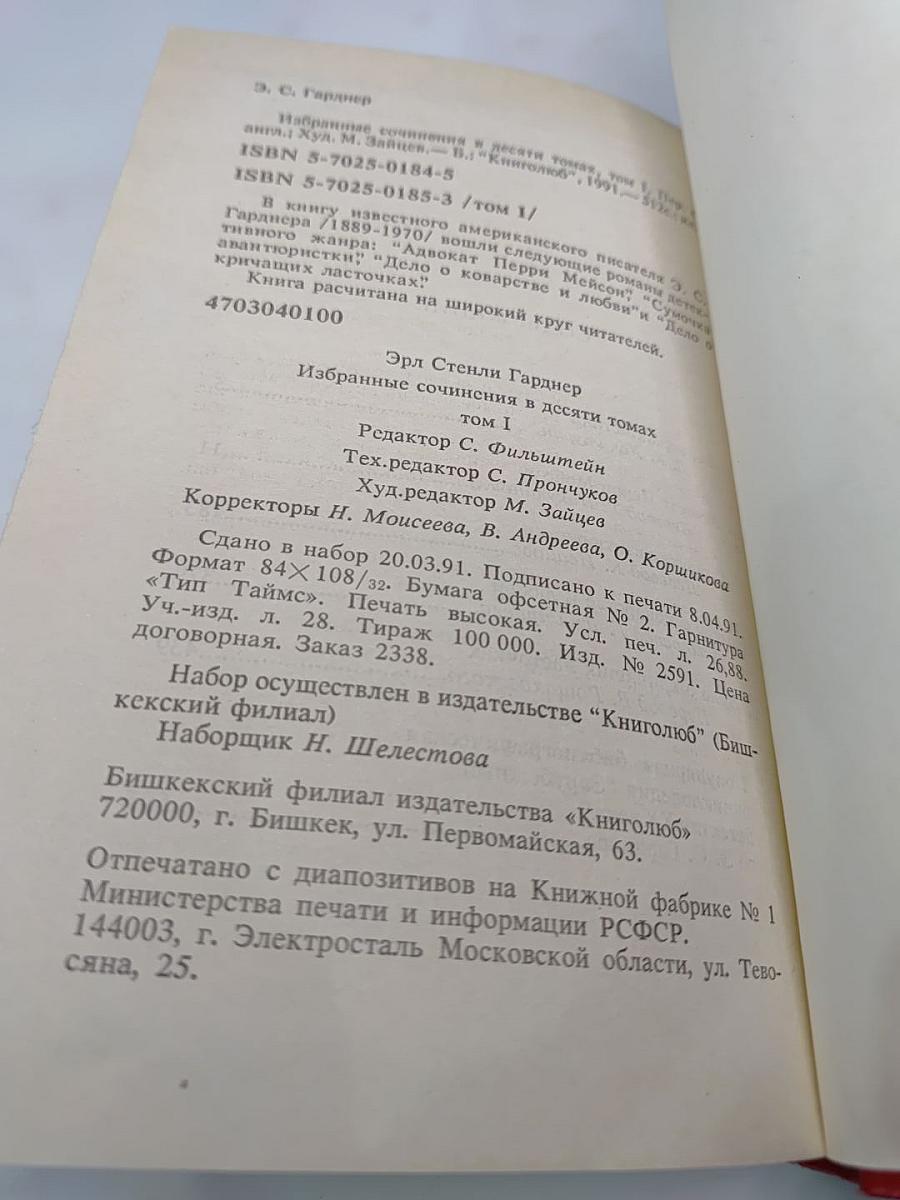 Э. С. Гарднер
Избранные сочинения в десяти томах, том 1. Пер. с
англ.; Худ. М. Зайцев.— Б.; "Книголюб", 1991.— 512с.:
ISBN 5-7025-0184-5
ISBN 5-7025-0185-3 /том 1/
В книгу известного американского писателя Э. С.
Гарднера /1889-1970/ вошли следующие романы детек-
тивного жанра: "Адвокат Перри Мейсон", "Сумочка
авантюристки", "Дело о коварстве и любви" и "Дело о
кричащих ласточках".
Книга расчитана на широкий круг читателей.
4703040100
Эрл Стенли Гарднер
Избранные сочинения в десяти томах
том I
Редактор С. Фильштейн
Тех.редактор С. Прончуков
Худ.редактор М. Зайцев
Корректоры Н. Моисеева, В. Андреева, О. Коршикова
Сдано в набор 20.03.91. Подписано к печати 8.04.91.
Формат 84×108/32. Бумага офсетная № 2. Гарнитура
«Тип Таймс». Печать высокая. Усл. печ. л. 26,88.
Уч.-изд. л. 28. Тираж 100 000. Изд. № 2591. Цена
договорная. Заказ 2338.
Набор осуществлен в издательстве "Книголюб" (Биш-
кекский филиал)
Наборщик Н. Шелестова
Бишкекский филиал издательства «Книголюб»
720000, г. Бишкек, ул. Первомайская, 63.
Отпечатано с диапозитивов на Книжной фабрике № 1
Министерства печати и информации РСФСР.
144003, г. Электросталь Московской области, ул. Тево-
сяна, 25.